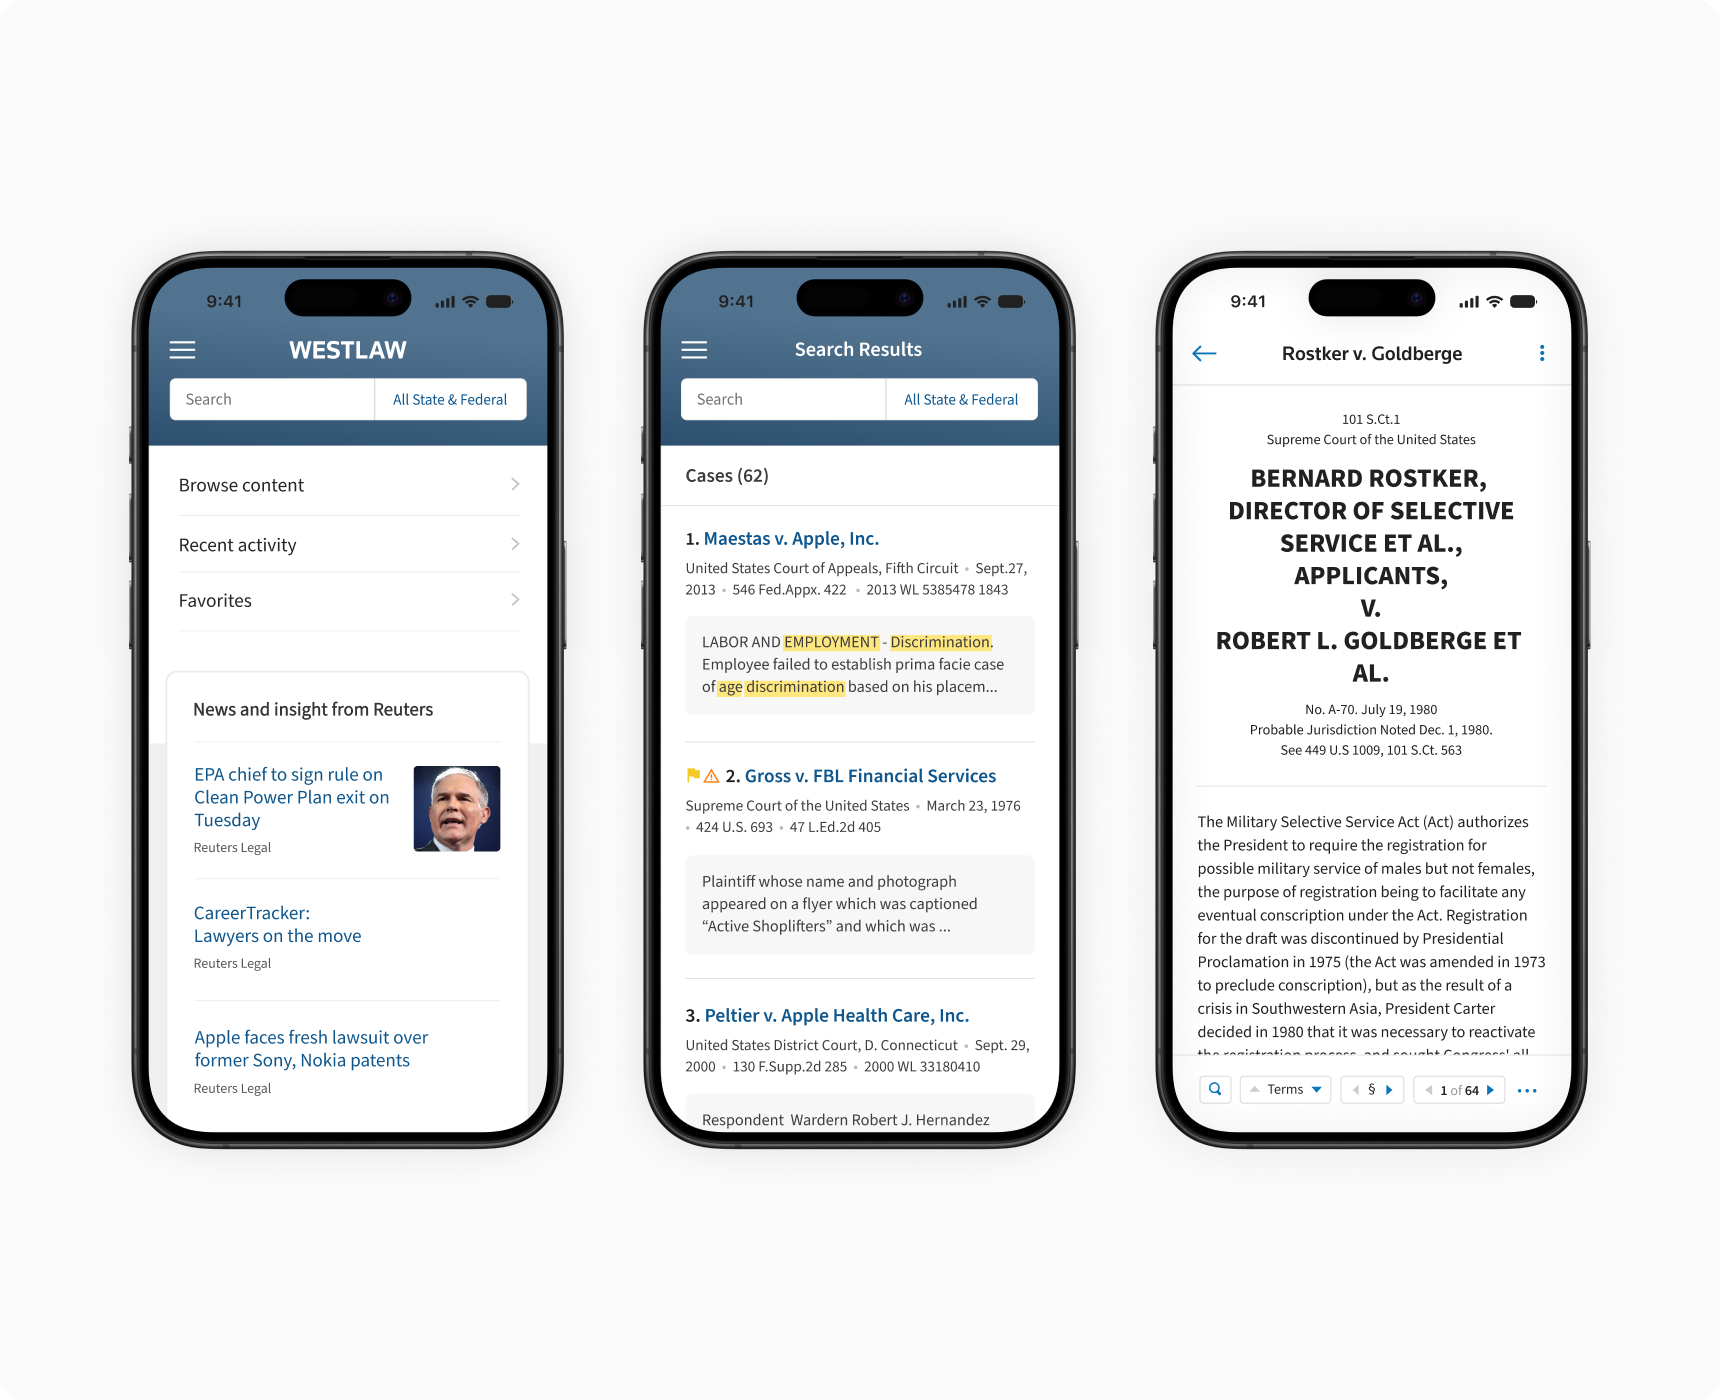 9:41
WESTLAW
Search
All State & Federal
Browse content
Recent activity
Favorites
News and insight from Reuters
EPA chief to sign rule on
Clean Power Plan exit on
Tuesday
Reuters Legal
CareerTracker:
Lawyers on the move
Reuters Legal
Apple faces fresh lawsuit over
former Sony, Nokia patents
Reuters Legal
9:41
Search Results
Search
All State & Federal
Cases (62)
1. Maestas v. Apple, Inc.
United States Court of Appeals, Fifth Circuit • Sept.27,
2013 • 546 Fed.Appx. 422 • 2013 WL 5385478 1843
LABOR AND EMPLOYMENT - Discrimination.
Employee failed to establish prima facie case
of age discrimination based on his placem...
2. Gross v. FBL Financial Services
Supreme Court of the United States • March 23, 1976
• 424 U.S. 693 • 47 L.Ed.2d 405
Plaintiff whose name and photograph
appeared on a flyer which was captioned
“Active Shoplifters” and which was ...
3. Peltier v. Apple Health Care, Inc.
United States District Court, D. Connecticut • Sept. 29,
2000 • 130 F.Supp.2d 285 • 2000 WL 33180410
Respondent Wardern Robert J. Hernandez
9:41
Rostker v. Goldberge
101 S.Ct.1
Supreme Court of the United States
BERNARD ROSTKER,
DIRECTOR OF SELECTIVE
SERVICE ET AL.,
APPLICANTS,
V.
ROBERT L. GOLDBERGE ET
AL.
No. A-70. July 19, 1980
Probable Jurisdiction Noted Dec. 1, 1980.
See 449 U.S 1009, 101 S.Ct. 563
The Military Selective Service Act (Act) authorizes
the President to require the registration for
possible military service of males but not females,
the purpose of registration being to facilitate any
eventual conscription under the Act. Registration
for the draft was discontinued by Presidential
Proclamation in 1975 (the Act was amended in 1973
to preclude conscription), but as the result of a
crisis in Southwestern Asia, President Carter
decided in 1980 that it was necessary to reactivate
the registration process, and sought Congress' all
Terms
§
1 of 64